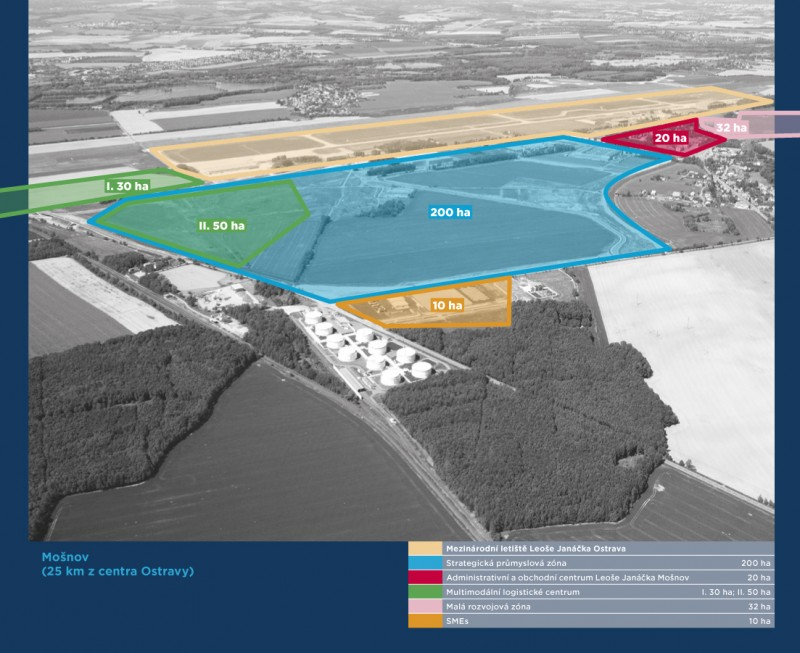 32 ha
20 ha
I. 30 ha
200 ha
II. 50 ha
10 ha
Mošnov
(25 km z centra Ostravy)
Mezinárodní letiště Leoše Janáčka Ostrava
Strategická průmyslová zóna 200 ha
Administrativní a obchodní centrum Leoše Janáčka Mošnov 20 ha
Multimodální logistické centrum I. 30 ha; II. 50 ha
Malá rozvojová zóna 32 ha
SMEs 10 ha